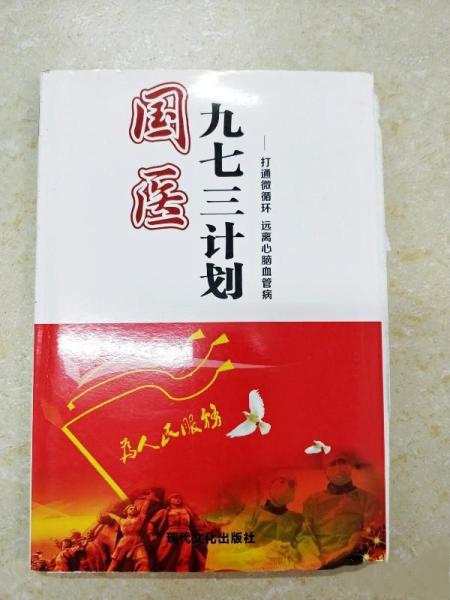 国医
九七三计划
——打通微循环 远离心脑血管病
为人民服務
现代文化出版社